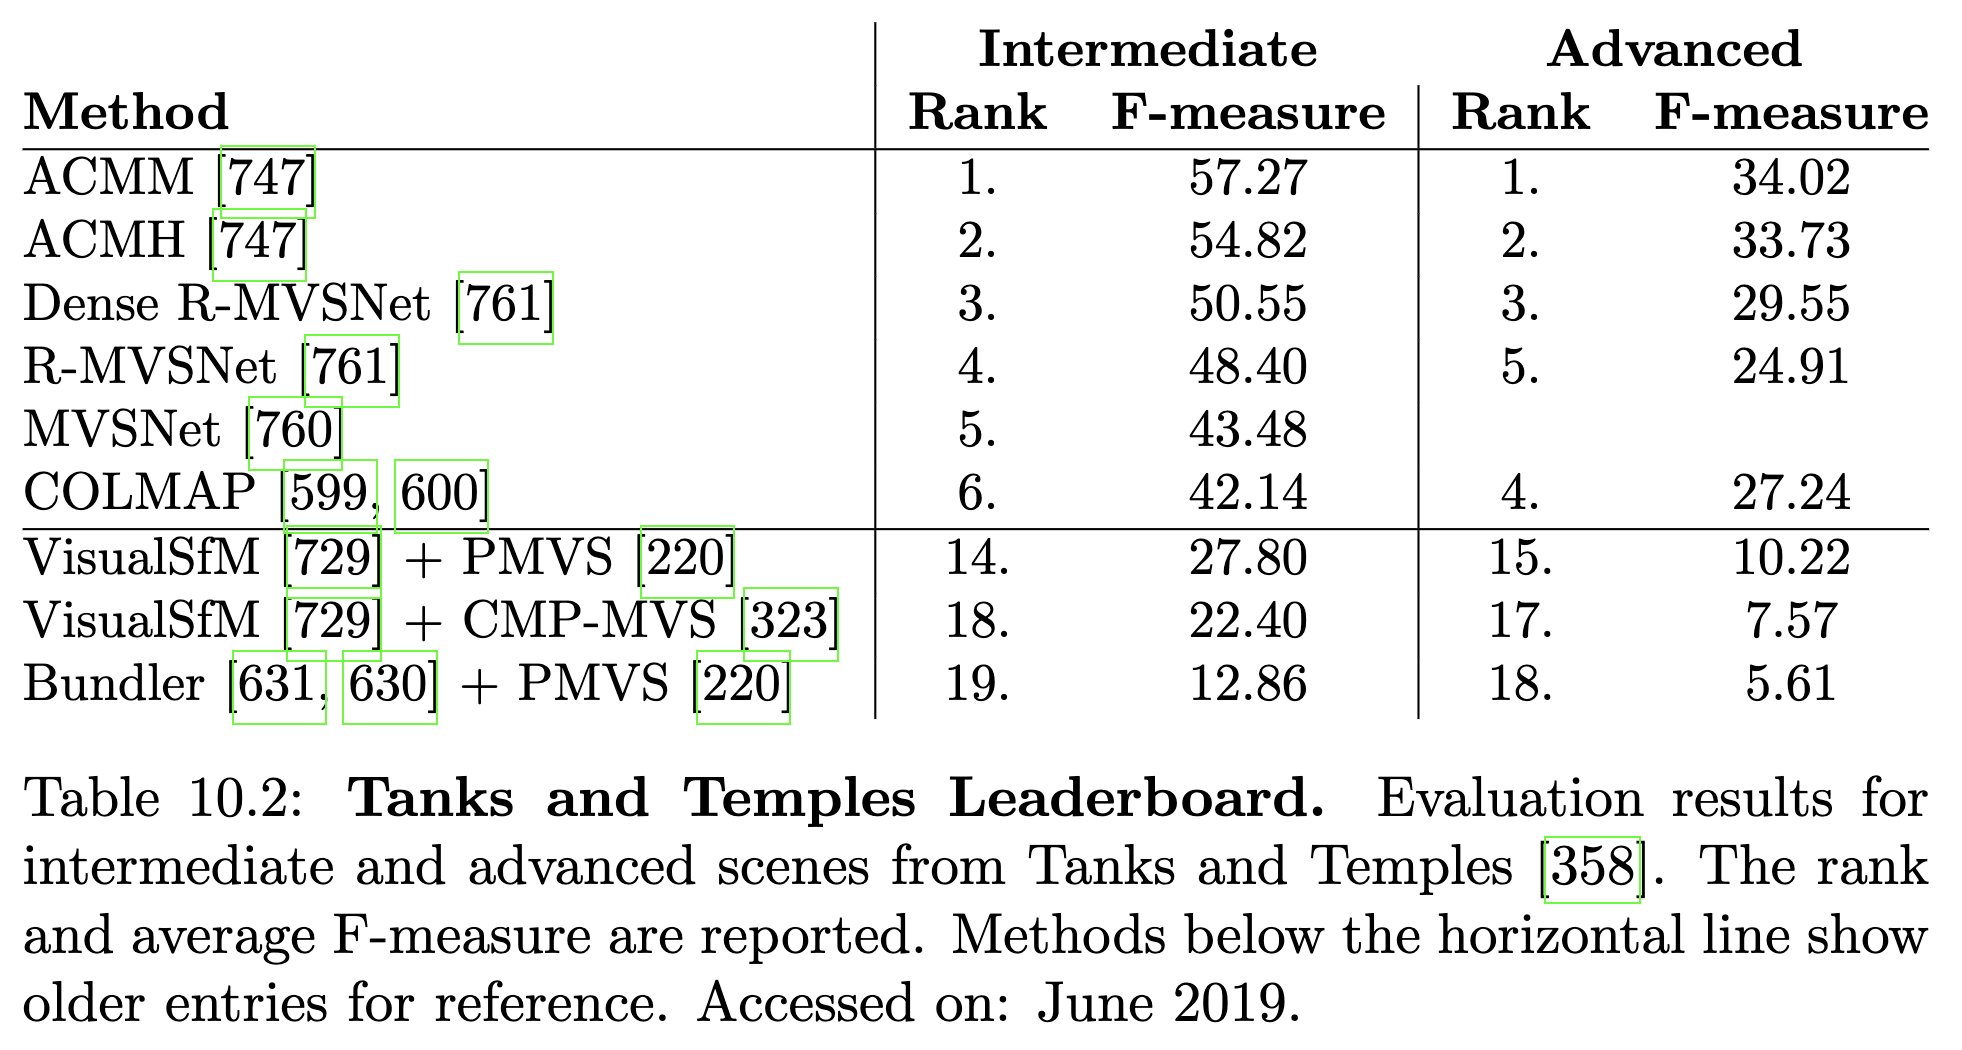 Intermediate Advanced
Method Rank F-measure Rank F-measure
ACMM [747] 1. 57.27 1. 34.02
ACMH [747] 2. 54.82 2. 33.73
Dense R-MVSNet [761] 3. 50.55 3. 29.55
R-MVSNet [761] 4. 48.40 5. 24.91
MVSNet [760] 5. 43.48
COLMAP [599, 600] 6. 42.14 4. 27.24
VisualSfM [729] + PMVS [220] 14. 27.80 15. 10.22
VisualSfM [729] + CMP-MVS [323] 18. 22.40 17. 7.57
Bundler [631, 630] + PMVS [220] 19. 12.86 18. 5.61
Table 10.2: Tanks and Temples Leaderboard. Evaluation results for
intermediate and advanced scenes from Tanks and Temples [358]. The rank
and average F-measure are reported. Methods below the horizontal line show
older entries for reference. Accessed on: June 2019.